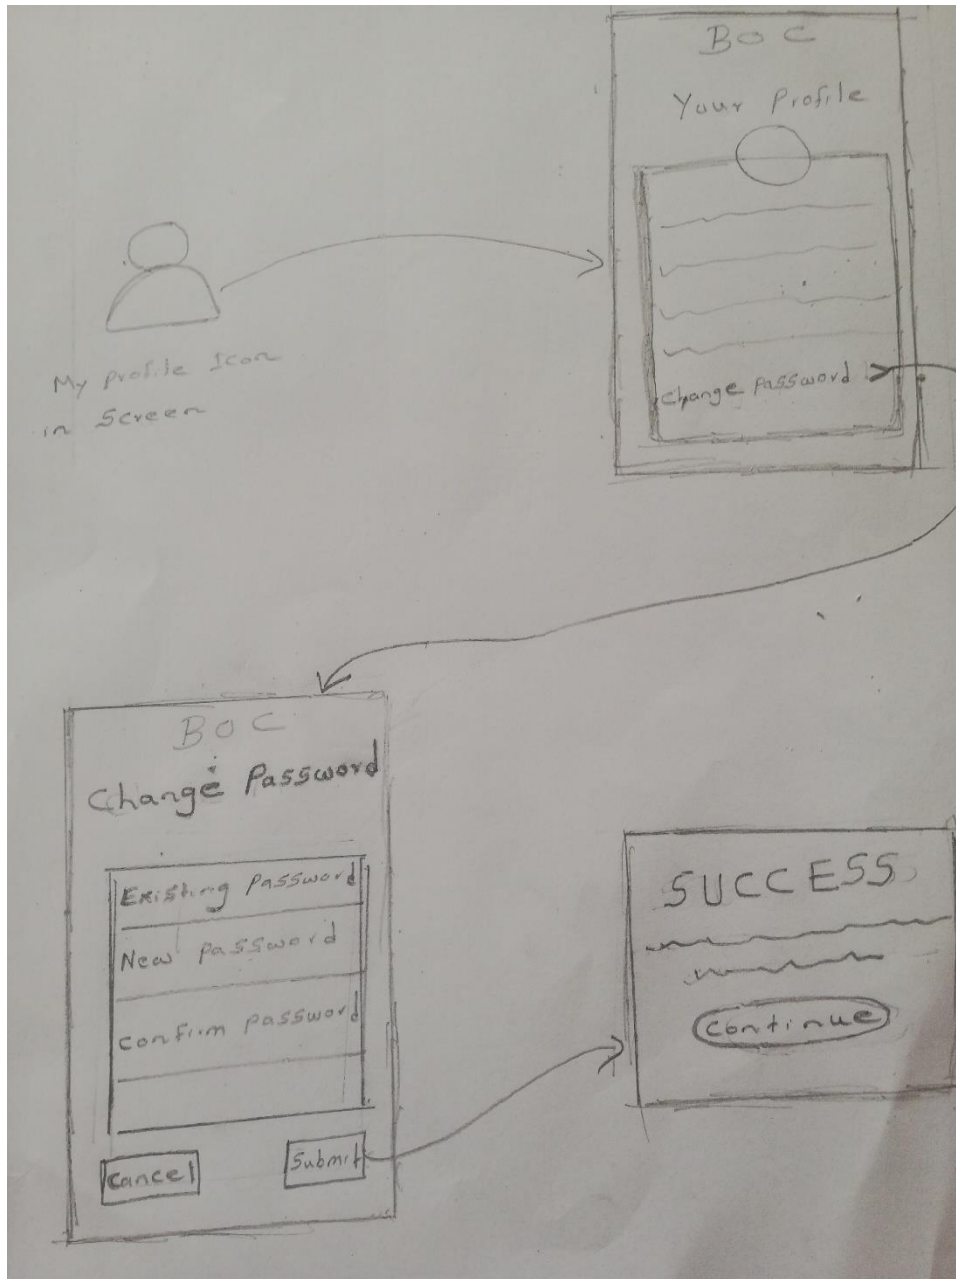 BOC
Your Profile
My profile Icon
in Screen
Change Password
BOC
Change Password
Existing Password
New password
Confirm password
Cancel
Submit
SUCCESS
Continue